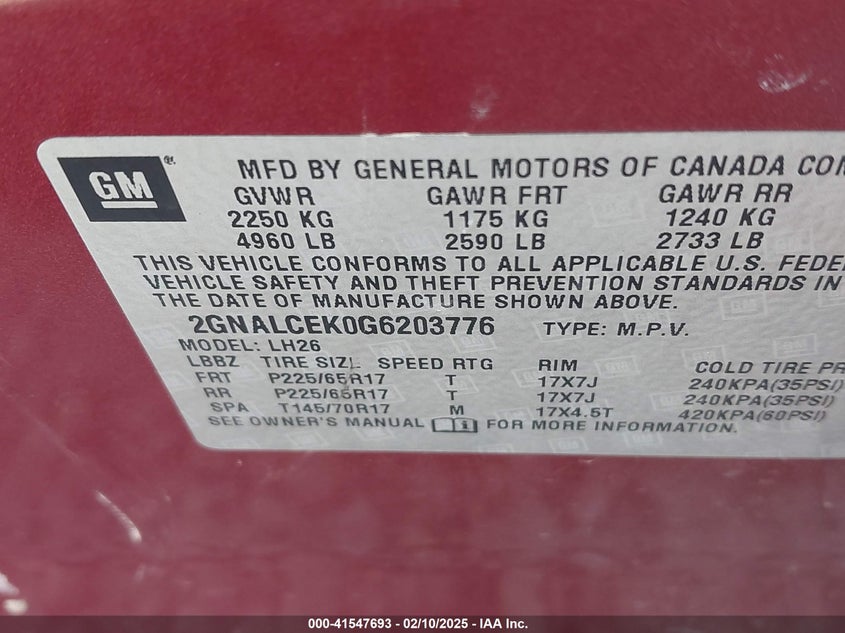 GM
MFD BY GENERAL MOTORS OF CANADA COM
GVWR GAWR FRT GAWR RR
2250 KG 1175 KG 1240 KG
4960 LB 2590 LB 2733 LB
THIS VEHICLE CONFORMS TO ALL APPLICABLE U.S. FEDE
VEHICLE SAFETY AND THEFT PREVENTION STANDARDS IN
THE DATE OF MANUFACTURE SHOWN ABOVE.
2GNALCEK0G6203776 TYPE: M.P.V.
MODEL: LH26
LBBZ TIRE SIZE SPEED RTG RIM COLD TIRE PR
FRT P225/65R17 T 17X7J 240KPA(35PSI)
RR P225/65R17 T 17X7J 240KPA(35PSI)
SPA T145/70R17 M 17X4.5T 420KPA(60PSI)
SEE OWNER'S MANUAL FOR MORE INFORMATION.
000-41547693 - 02/10/2025 - IAA Inc.